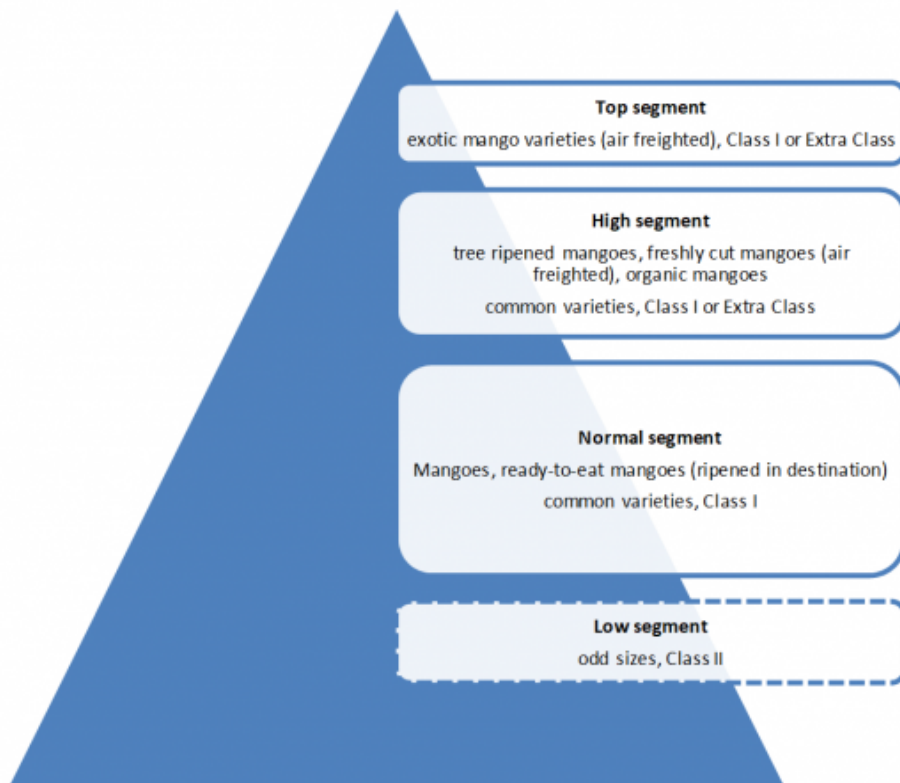 Top segment
exotic mango varieties (air freighted), Class I or Extra Class
High segment
tree ripened mangoes, freshly cut mangoes (air
freighted), organic mangoes
common varieties, Class I or Extra Class
Normal segment
Mangoes, ready-to-eat mangoes (ripened in destination)
common varieties, Class I
Low segment
odd sizes, Class II